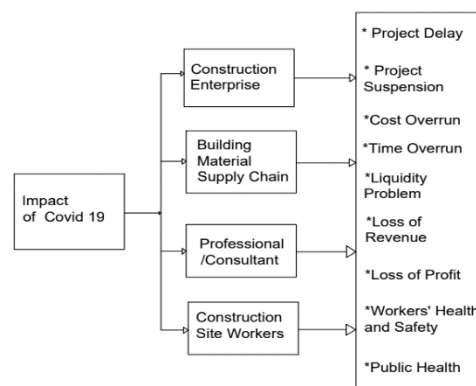 Impact
of Covid 19
Construction
Enterprise
Building
Material
Supply Chain
Professional
/Consultant
Construction
Site Workers
* Project Delay
* Project
Suspension
*Cost Overrun
*Time Overrun
*Liquidity
Problem
*Loss of
Revenue
*Loss of Profit
*Workers' Health
and Safety
*Public Health